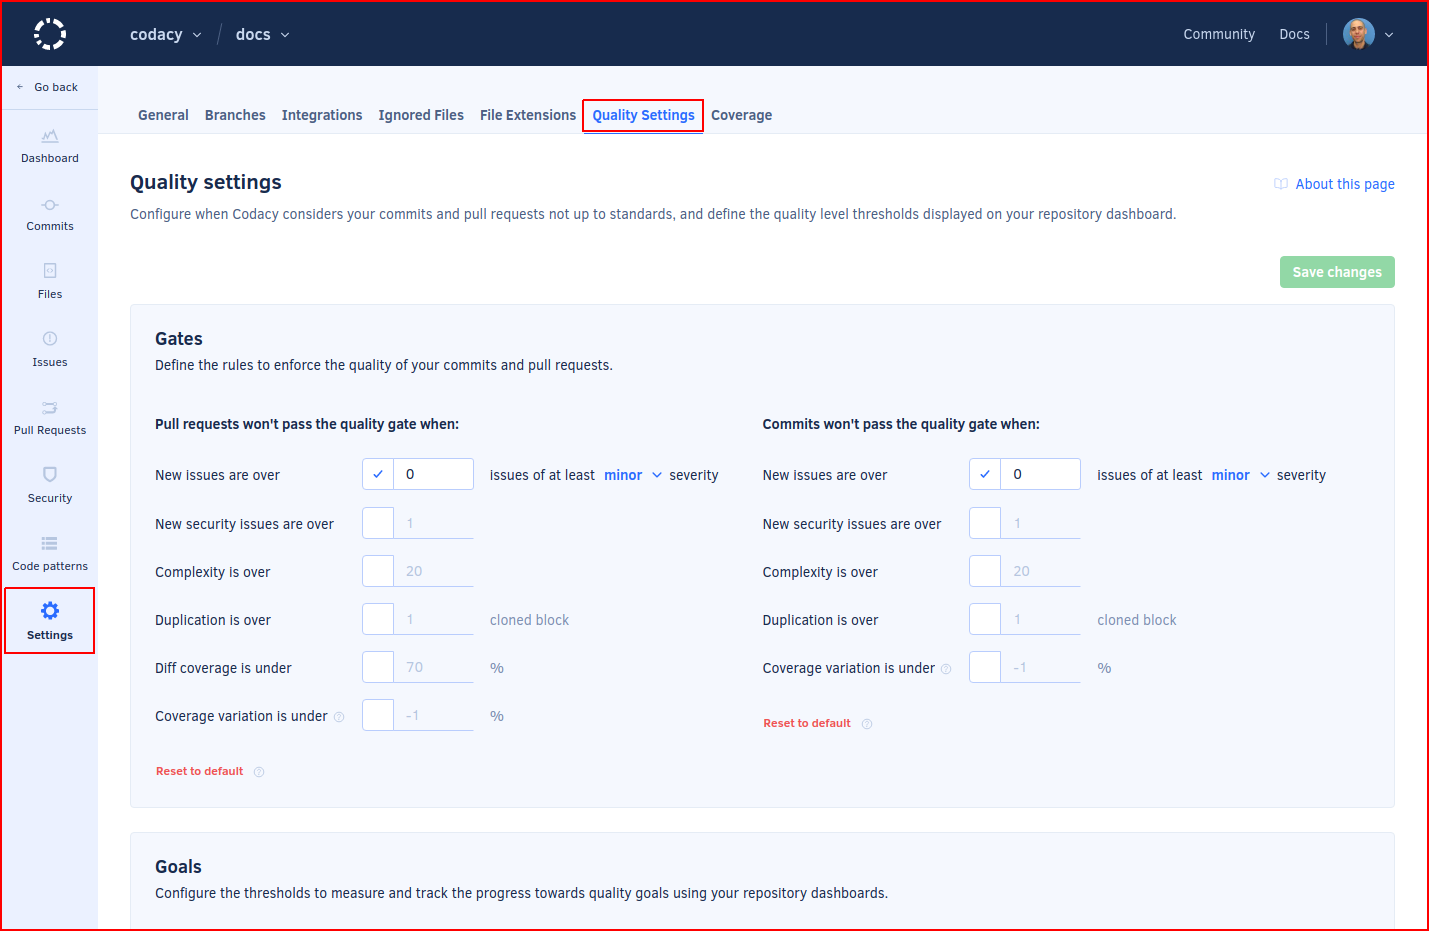 codacy / docs Community Docs
Go back
General Branches Integrations Ignored Files File Extensions Quality Settings Coverage
Dashboard
Commits
Files
Issues
Pull Requests
Security
Code patterns
Settings
Quality settings
About this page
Configure when Codacy considers your commits and pull requests not up to standards, and define the quality level thresholds displayed on your repository dashboard.
Save changes
Gates
Define the rules to enforce the quality of your commits and pull requests.
Pull requests won't pass the quality gate when:
New issues are over 0 issues of at least minor severity
New security issues are over 1
Complexity is over 20
Duplication is over 1 cloned block
Diff coverage is under 70 %
Coverage variation is under ? -1 %
Reset to default ?
Commits won't pass the quality gate when:
New issues are over 0 issues of at least minor severity
New security issues are over 1
Complexity is over 20
Duplication is over 1 cloned block
Coverage variation is under ? -1 %
Reset to default ?
Goals
Configure the thresholds to measure and track the progress towards quality goals using your repository dashboards.